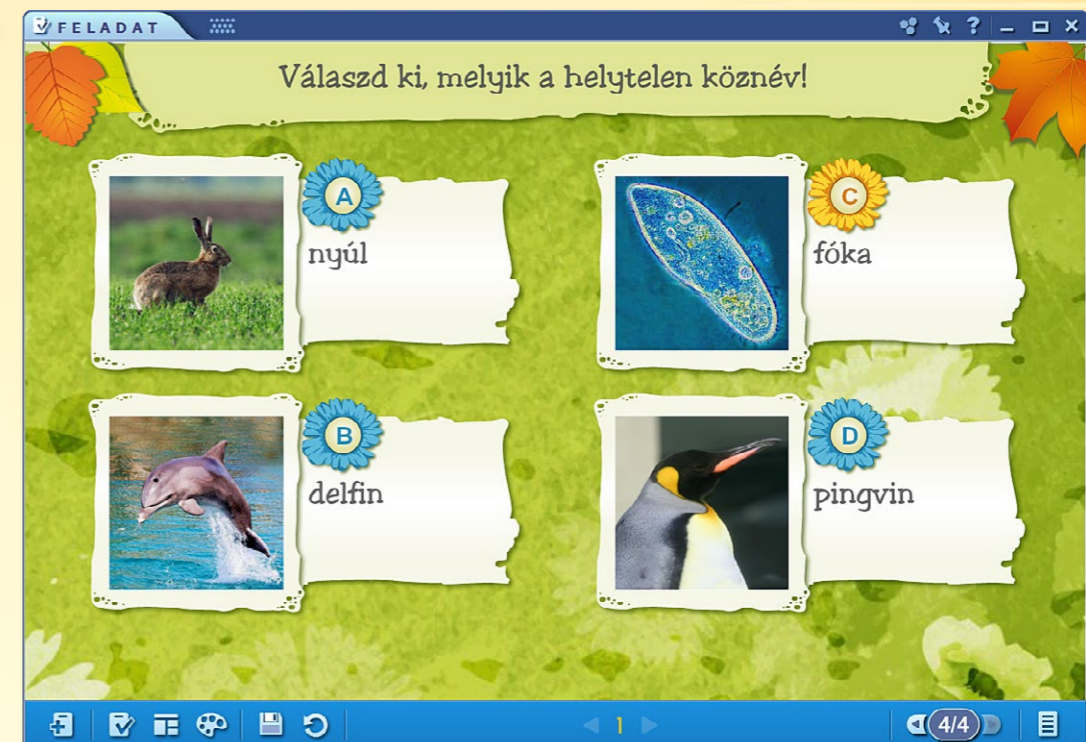 FELADAT
?
Válaszd ki, melyik a helytelen köznév!
A
nyúl
C
fóka
B
delfin
D
pingvin
1
4/4